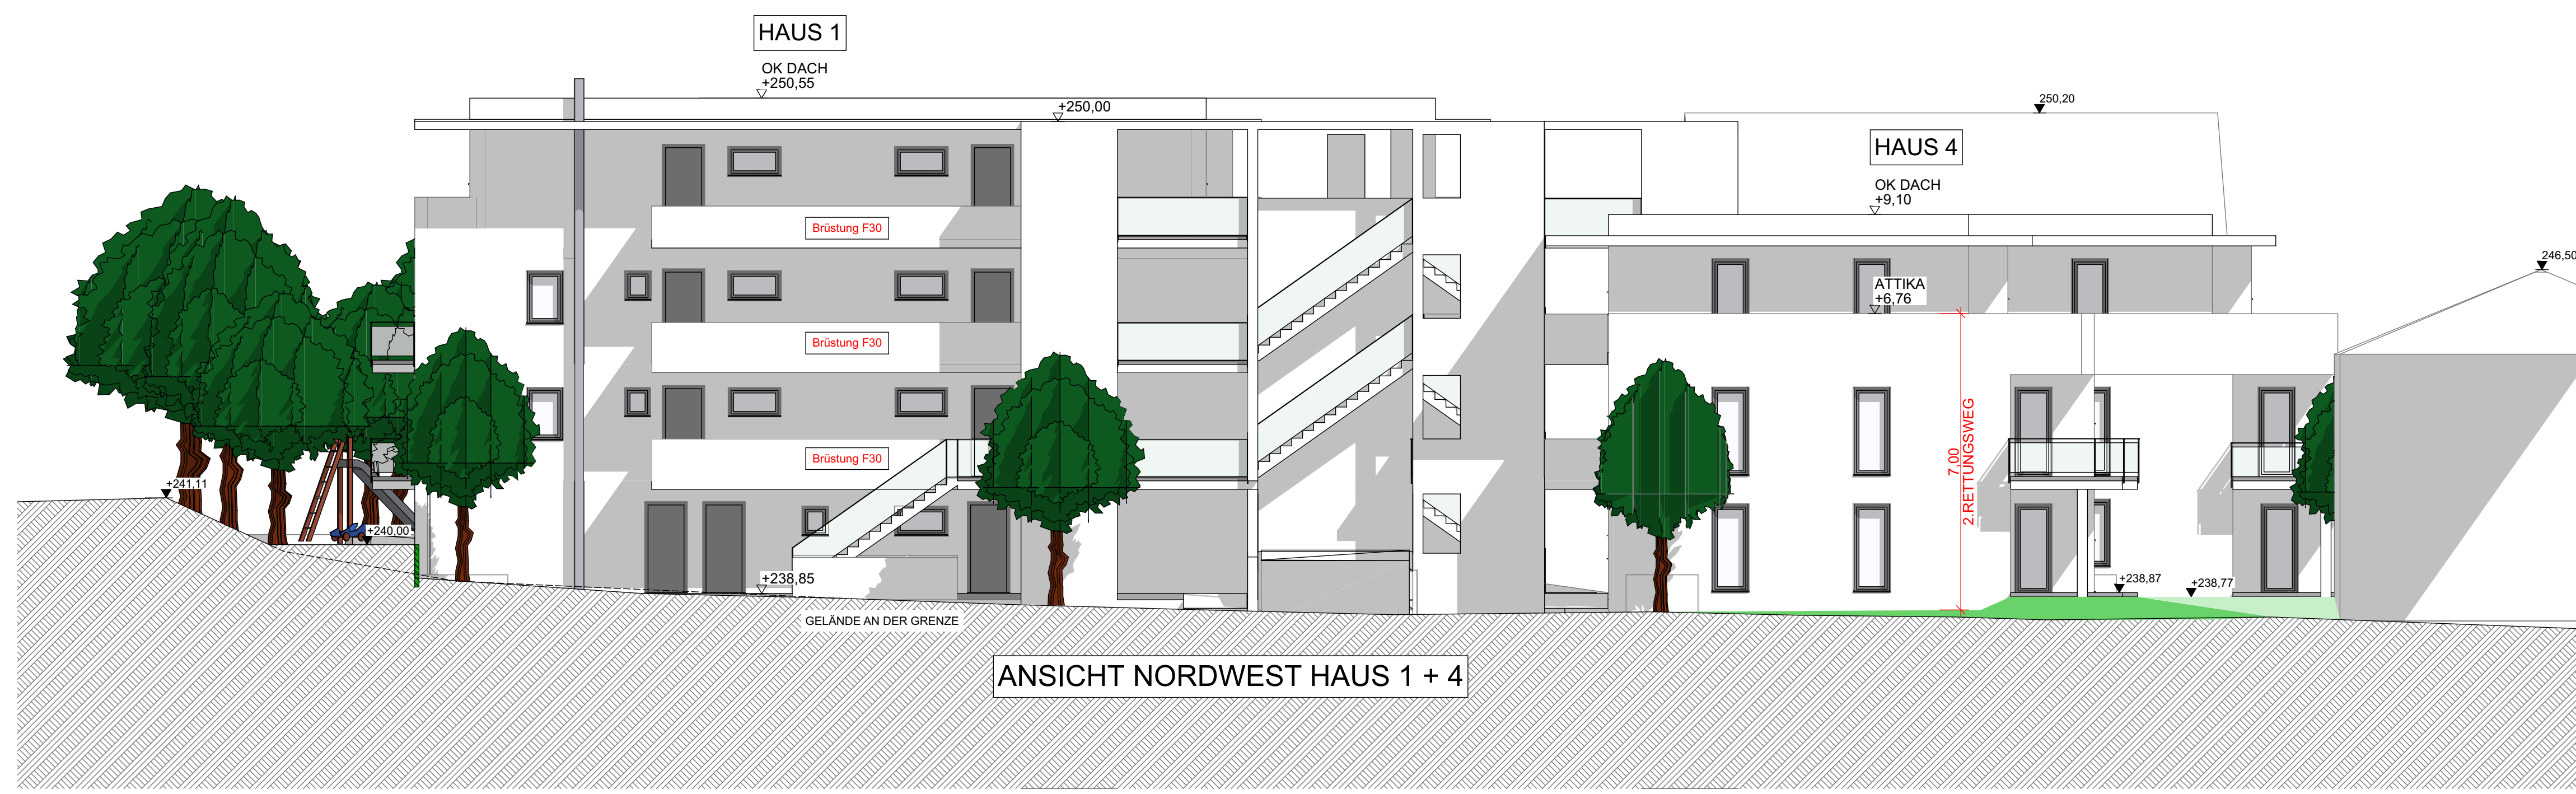 HAUS 1
OK DACH
+250,55
+250,00
250,20
HAUS 4
OK DACH
+9,10
246,50
ATTIKA
+6,76
Brüstung F30
Brüstung F30
Brüstung F30
7,00
2.RETTUNGSWEG
+241,11
+240,00
+238,85
+238,87
+238,77
GELÄNDE AN DER GRENZE
ANSICHT NORDWEST HAUS 1 + 4